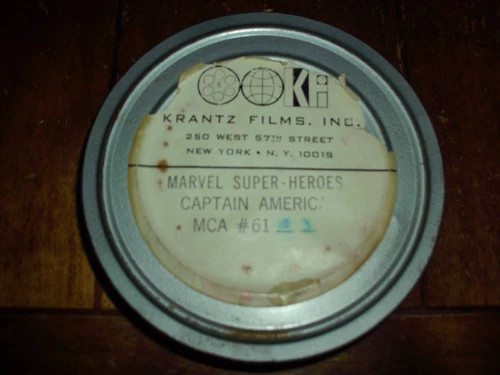 KRANTZ FILMS, INC.
250 WEST 57TH STREET
NEW YORK • N. Y. 10019
MARVEL SUPER-HEROES
CAPTAIN AMERICA
MCA #61